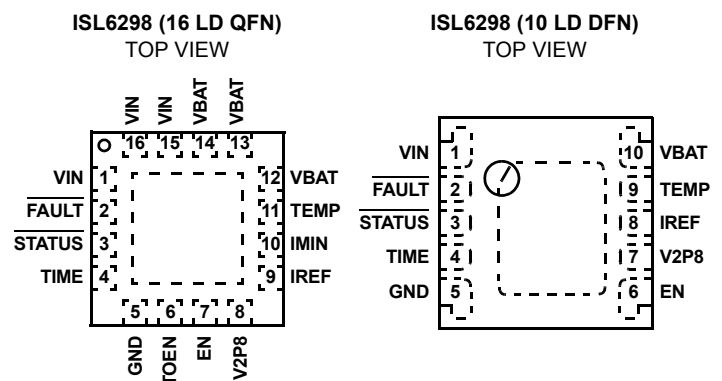 ISL6298 (16 LD QFN)
TOP VIEW
VIN
VIN
VBAT
VBAT
16 15 14 13
VIN 1
FAULT 2
STATUS 3
TIME 4
12 VBAT
11 TEMP
10 IMIN
9 IREF
5 6 7 8
GND
TOEN
EN
V2P8
ISL6298 (10 LD DFN)
TOP VIEW
VIN 1
FAULT 2
STATUS 3
TIME 4
GND 5
10 VBAT
9 TEMP
8 IREF
7 V2P8
6 EN